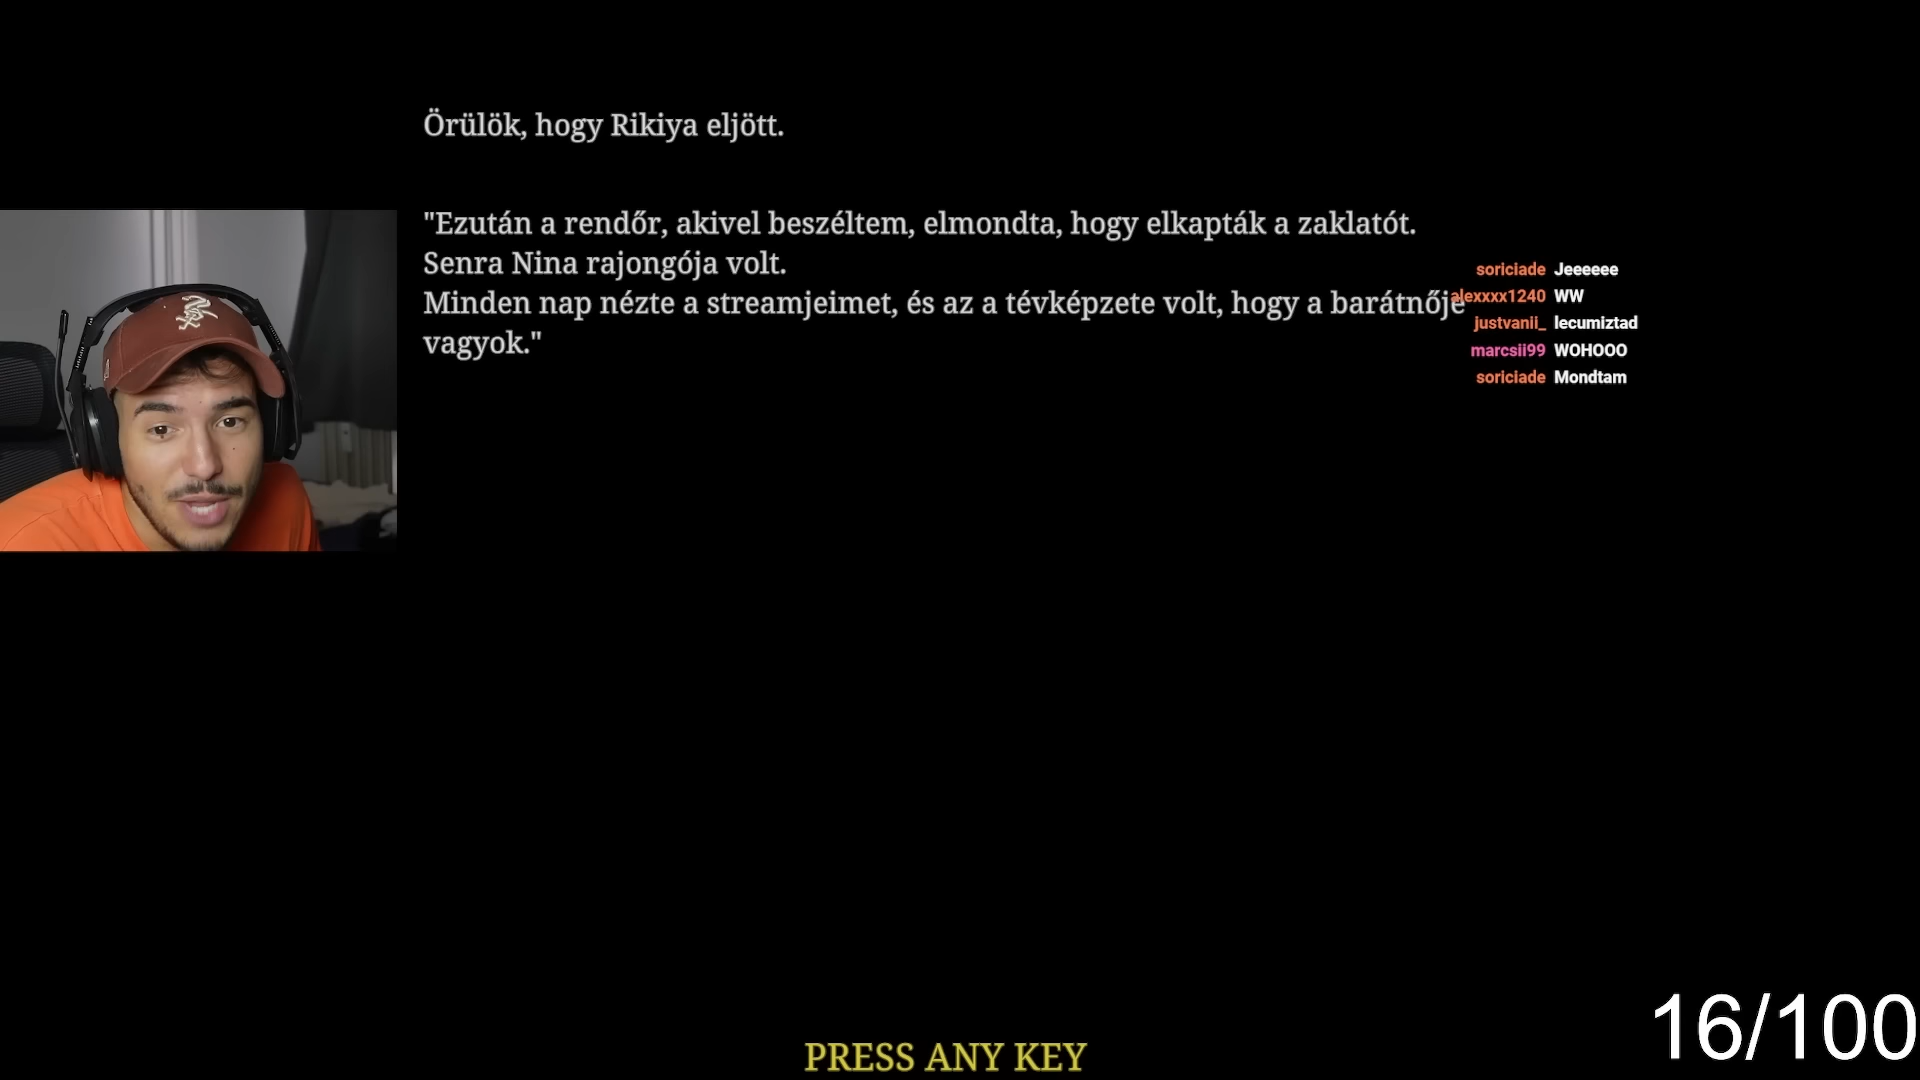 Örülök, hogy Rikiya eljött.
"Ezután a rendőr, akivel beszéltem, elmondta, hogy elkapták a zaklatót.
Senra Nina rajongója volt.
Minden nap nézte a streamjeimet, és az a tévképzete volt, hogy a barátnője
vagyok."
soriciade Jeeeeee
alexxxx1240 WW
justvanii_ lecumiztad
marcsii99 WOHOOO
soriciade Mondtam
PRESS ANY KEY
16/100